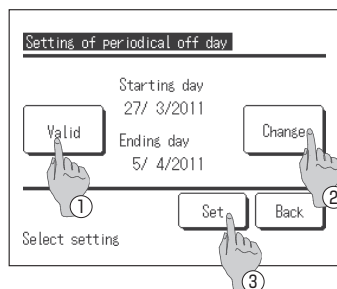 Setting of periodical off day
Starting day
27/ 3/2011
Valid
Change
Ending day
5/ 4/2011
①
②
Set
Back
Select setting
③